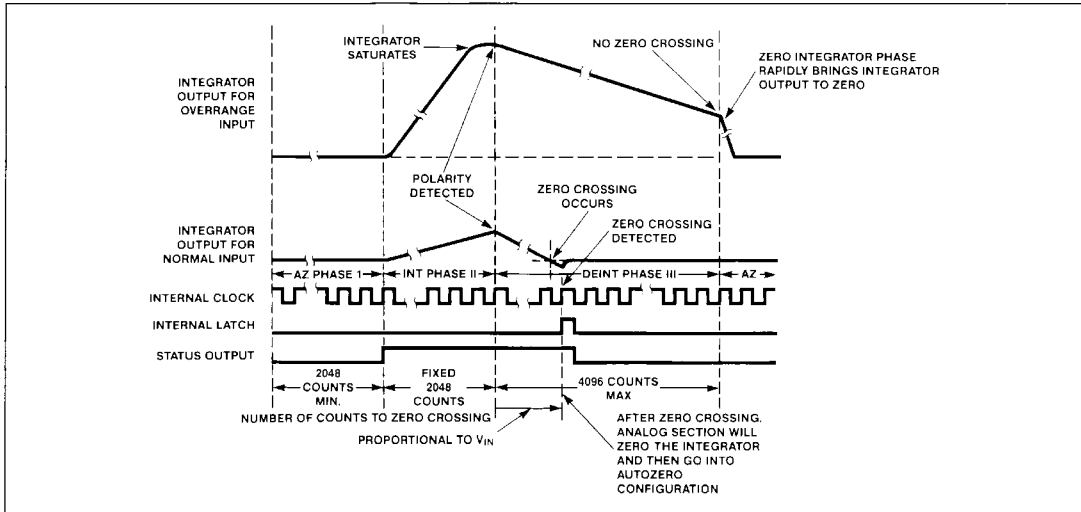 INTEGRATOR
SATURATES
NO ZERO CROSSING
ZERO INTEGRATOR PHASE
RAPIDLY BRINGS INTEGRATOR
OUTPUT TO ZERO
INTEGRATOR
OUTPUT FOR
OVERRANGE
INPUT
POLARITY
DETECTED
ZERO CROSSING
OCCURS
ZERO CROSSING
DETECTED
INTEGRATOR
OUTPUT FOR
NORMAL INPUT
AZ PHASE 1
INT PHASE II
DEINT PHASE III
AZ
INTERNAL CLOCK
INTERNAL LATCH
STATUS OUTPUT
2048
COUNTS
MIN.
FIXED
2048
COUNTS
4096 COUNTS
MAX
NUMBER OF COUNTS TO ZERO CROSSING
PROPORTIONAL TO VIN
AFTER ZERO CROSSING.
ANALOG SECTION WILL
ZERO THE INTEGRATOR
AND THEN GO INTO
AUTOZERO
CONFIGURATION